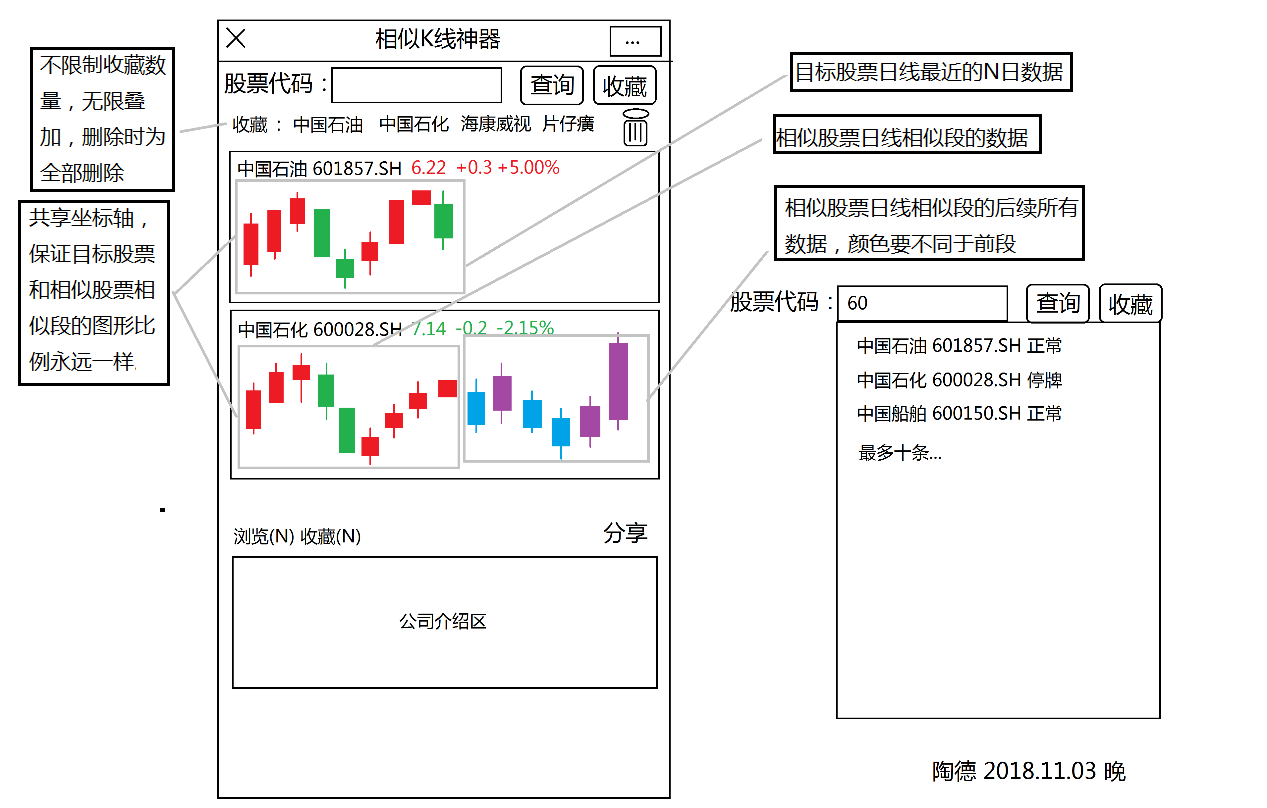 不限制收藏数
量，无限叠
加，删除时为
全部删除
共享坐标轴，
保证目标股票
和相似股票相
似段的图形比
例永远一样.
相似K线神器
...
股票代码：
查询
收藏
收藏 ： 中国石油 中国石化 海康威视 片仔癀
中国石油 601857.SH 6.22 +0.3 +5.00%
中国石化 600028.SH 7.14 -0.2 -2.15%
浏览(N) 收藏(N)
分享
公司介绍区
目标股票日线最近的N日数据
相似股票日线相似段的数据
相似股票日线相似段的后续所有
数据，颜色要不同于前段
股票代码：60
查询
收藏
中国石油 601857.SH 正常
中国石化 600028.SH 停牌
中国船舶 600150.SH 正常
最多十条...
陶德 2018.11.03 晚